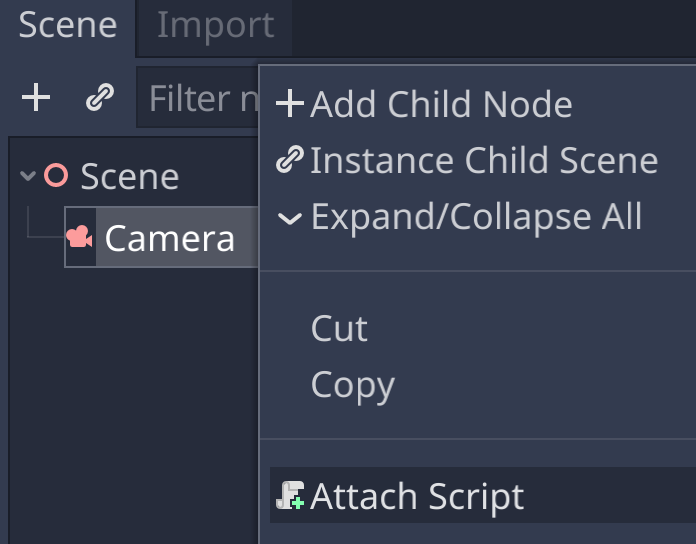 Scene Import
Filter n
Scene
Camera
Add Child Node
Instance Child Scene
Expand/Collapse All
Cut
Copy
Attach Script